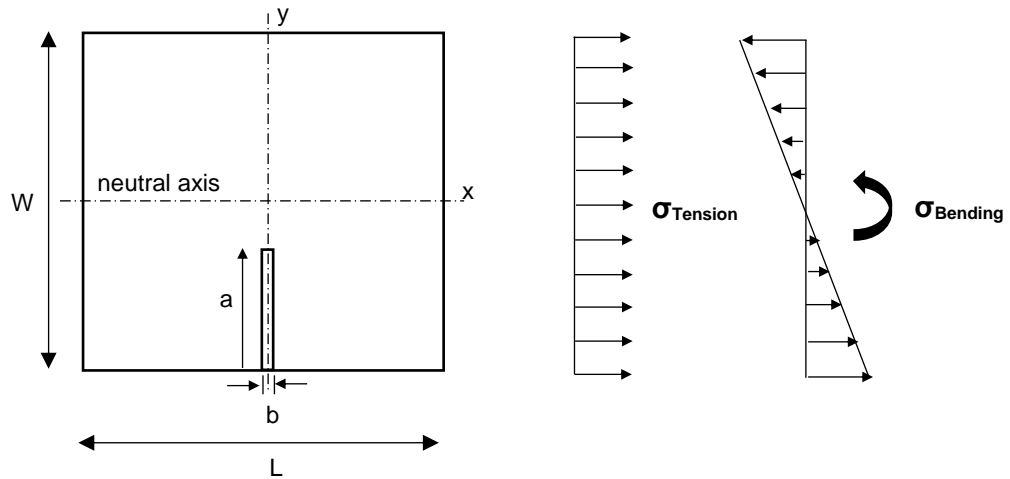 y
neutral axis
x
W
a
b
L
σTension
σBending